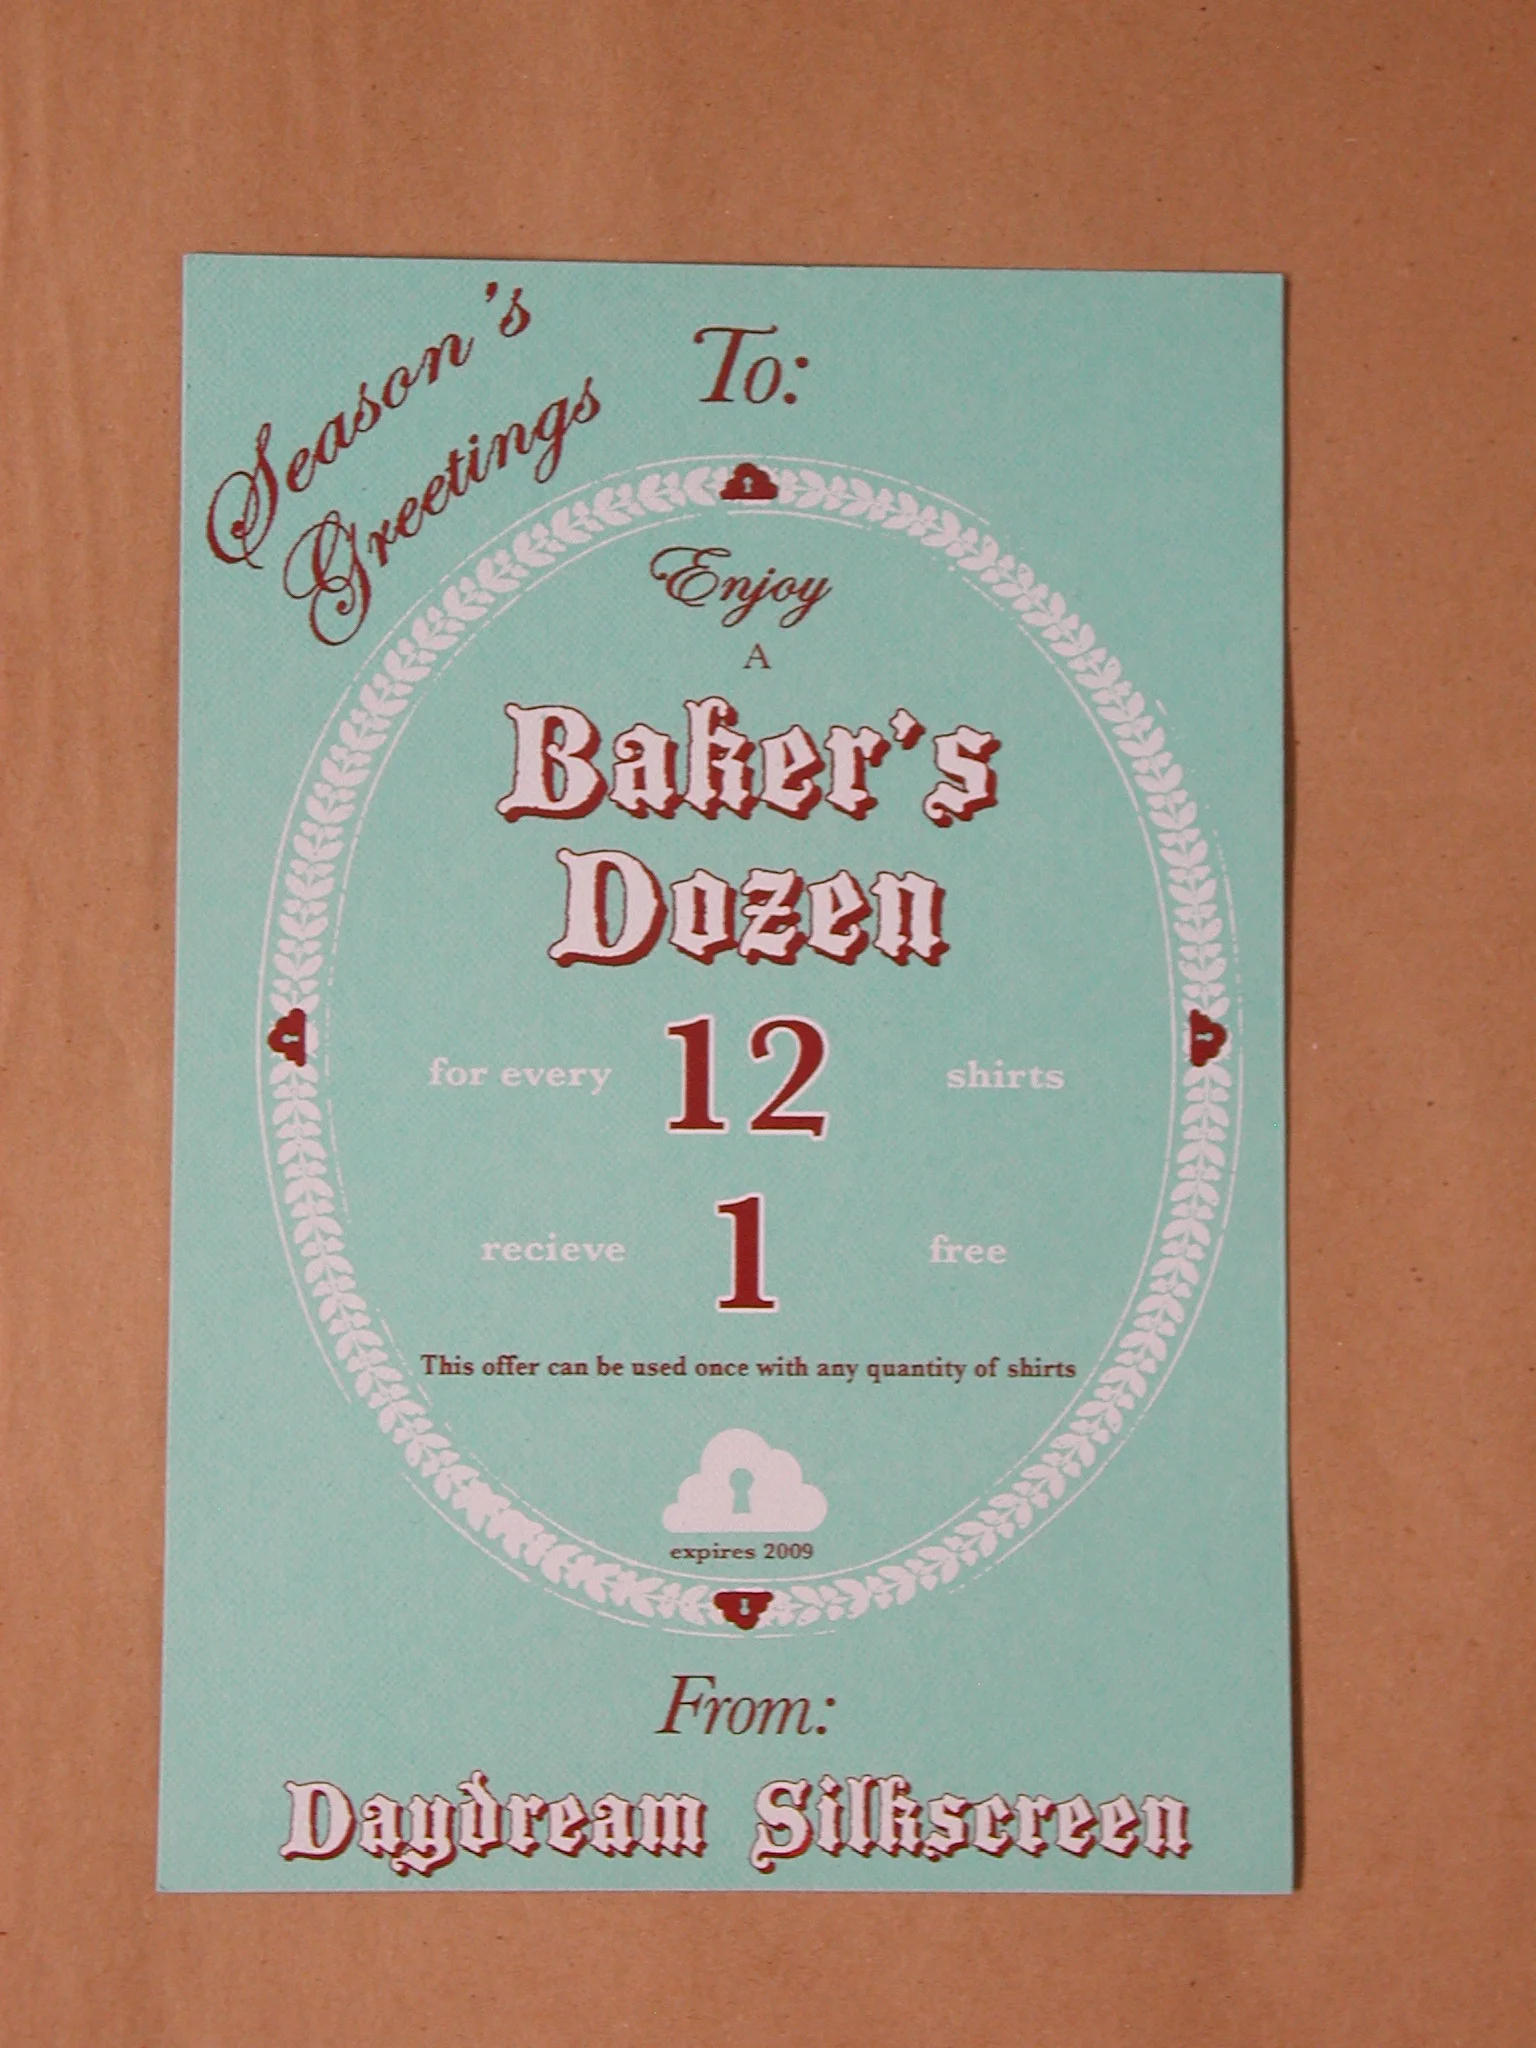 Season's
Greetings
To:
Enjoy
A
Baker's
Dozen
for every 12 shirts
recieve 1 free
This offer can be used once with any quantity of shirts
expires 2009
From:
Daydream Silkscreen